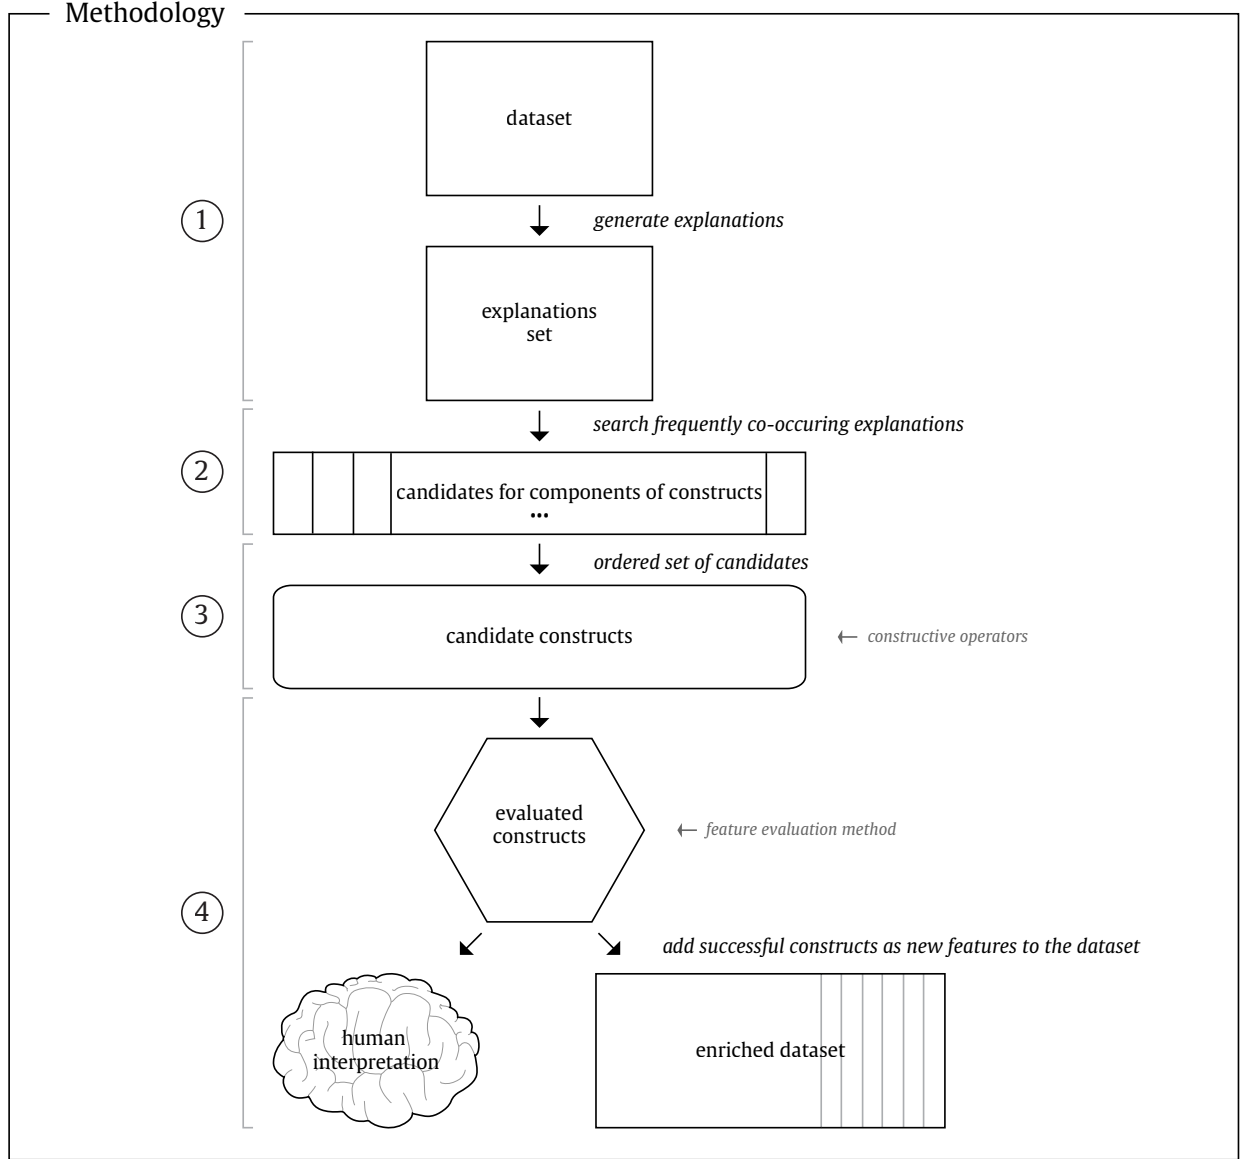 Methodology
dataset
1
generate explanations
explanations
set
search frequently co-occuring explanations
2
candidates for components of constructs
...
ordered set of candidates
3
candidate constructs
constructive operators
evaluated
constructs
feature evaluation method
4
add successful constructs as new features to the dataset
human
interpretation
enriched dataset